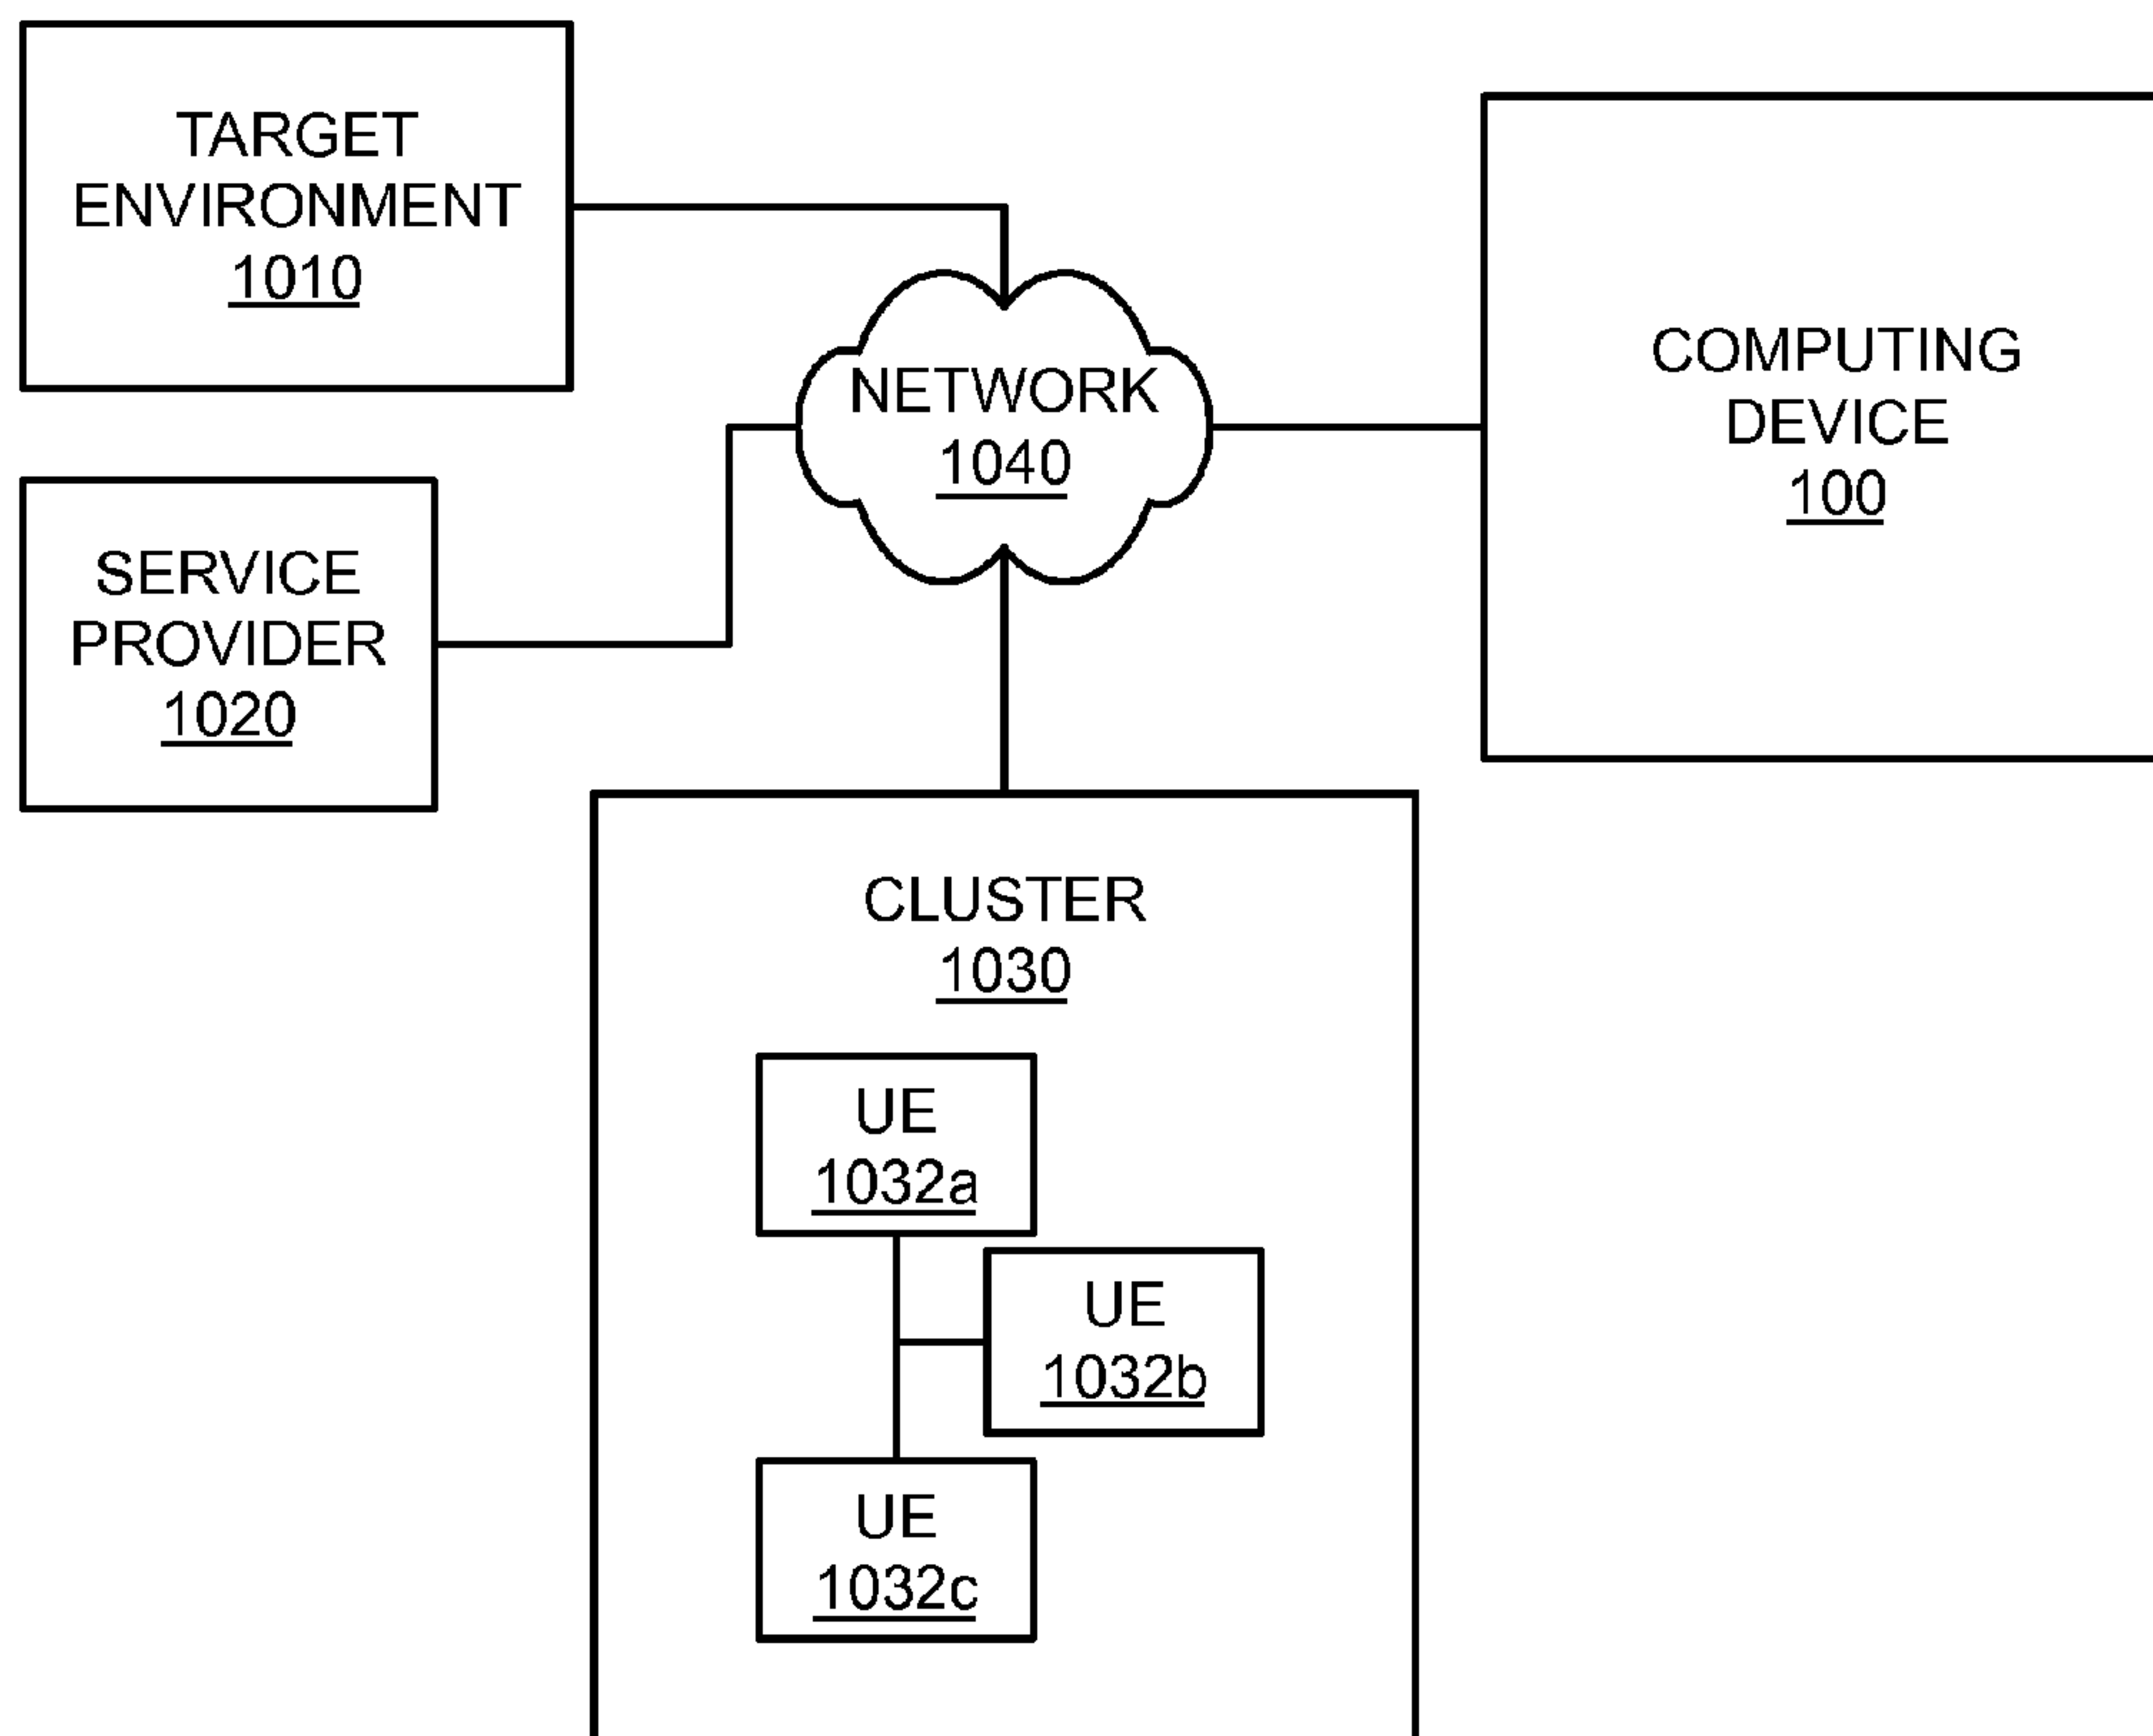 TARGET
ENVIRONMENT
1010
NETWORK
1040
COMPUTING
DEVICE
100
SERVICE
PROVIDER
1020
CLUSTER
1030
UE
1032a
UE
1032b
UE
1032c